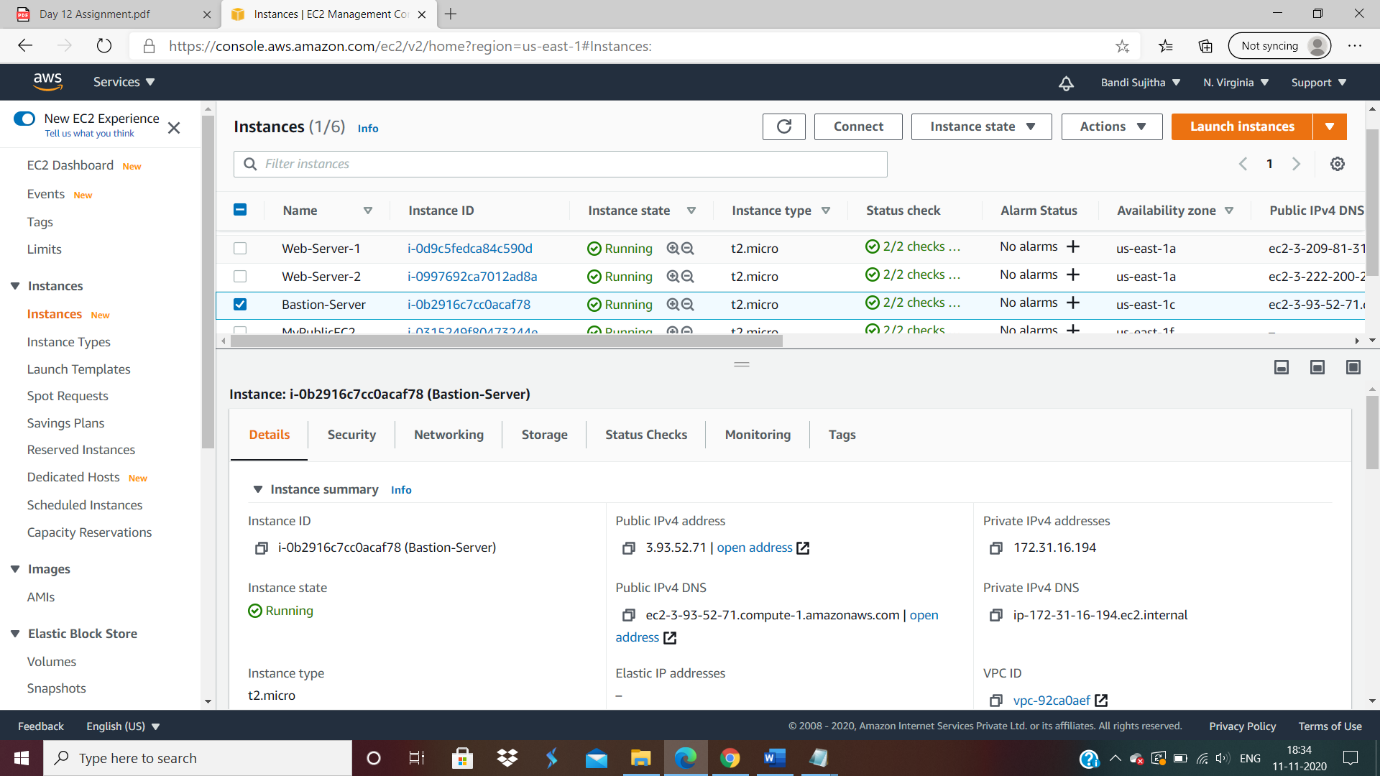 Day 12 Assignment.pdf
Instances | EC2 Management Co
https://console.aws.amazon.com/ec2/v2/home?region=us-east-1#Instances:
Not syncing
aws
Services
Bandi Sujitha
N. Virginia
Support
New EC2 Experience
Tell us what you think
EC2 Dashboard New
Events New
Tags
Limits
Instances
Instances New
Instance Types
Launch Templates
Spot Requests
Savings Plans
Reserved Instances
Dedicated Hosts New
Scheduled Instances
Capacity Reservations
Images
AMIs
Elastic Block Store
Volumes
Snapshots
Instances (1/6) Info
Connect
Instance state
Actions
Launch instances
Filter instances
1
Name Instance ID Instance state Instance type Status check Alarm Status Availability zone Public IPv4 DNS
Web-Server-1 i-0d9c5fedca84c590d Running t2.micro 2/2 checks ... No alarms + us-east-1a ec2-3-209-81-31
Web-Server-2 i-0997692ca7012ad8a Running t2.micro 2/2 checks ... No alarms + us-east-1a ec2-3-222-200-2
Bastion-Server i-0b2916c7cc0acaf78 Running t2.micro 2/2 checks ... No alarms + us-east-1c ec2-3-93-52-71.
MyPublicEC2 i-0315249f80473244e Running t2.micro 2/2 checks No alarms + us-east-1f –
Instance: i-0b2916c7cc0acaf78 (Bastion-Server)
Details Security Networking Storage Status Checks Monitoring Tags
Instance summary Info
Instance ID
i-0b2916c7cc0acaf78 (Bastion-Server)
Public IPv4 address
3.93.52.71 | open address
Private IPv4 addresses
172.31.16.194
Instance state
Running
Public IPv4 DNS
ec2-3-93-52-71.compute-1.amazonaws.com | open
address
Private IPv4 DNS
ip-172-31-16-194.ec2.internal
Instance type
t2.micro
Elastic IP addresses
–
VPC ID
vpc-92ca0aef
Feedback
English (US)
© 2008 - 2020, Amazon Internet Services Private Ltd. or its affiliates. All rights reserved.
Privacy Policy
Terms of Use
Type here to search
ENG
18:34
11-11-2020